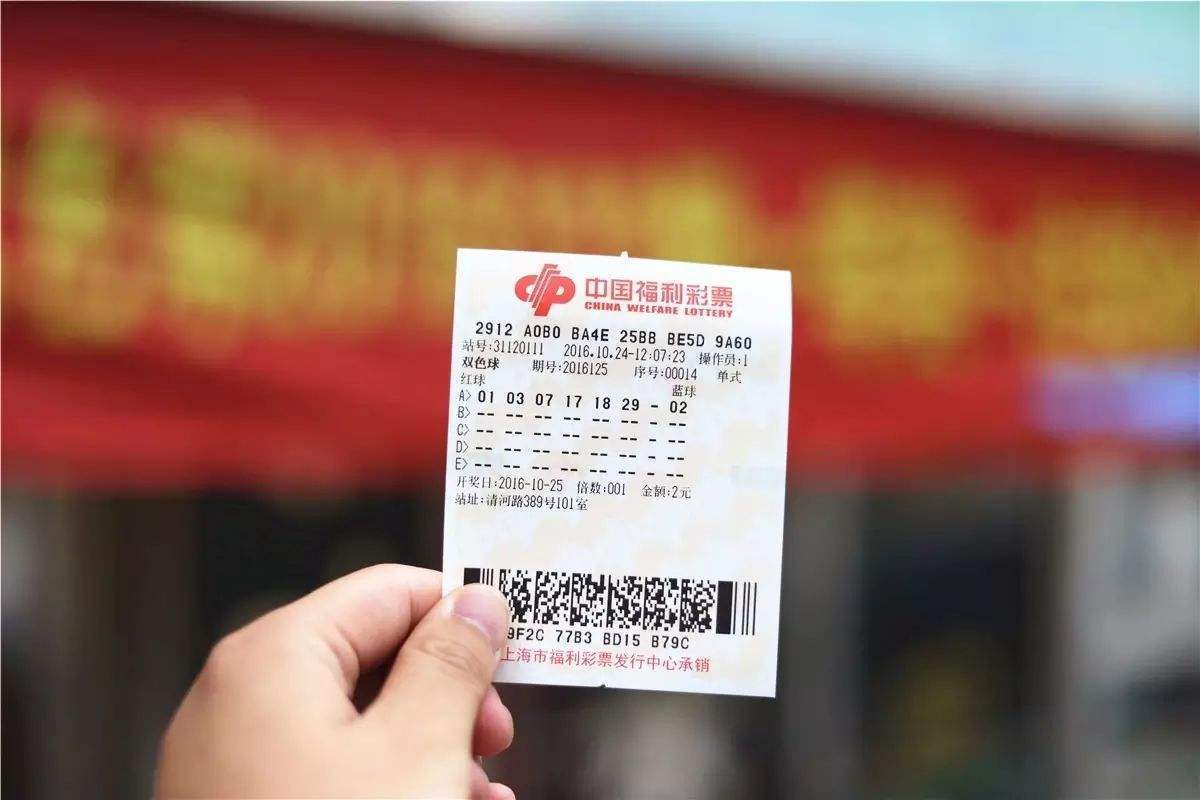 中国福利彩票
CHINA WELFARE LOTTERY
2912 A0B0 BA4E 25BB BE5D 9A60
站号:31120111 2016.10.24-12:07:23 操作员:1
双色球 期号:2016125 序号:00014 单式
红球 蓝球
A> 01 03 07 17 18 29 - 02
B> -- -- -- -- -- -- - --
C> -- -- -- -- -- -- - --
D> -- -- -- -- -- -- - --
E> -- -- -- -- -- -- - --
开奖日:2016-10-25 倍数:001 金额:2元
站址:清河路389号101室
9F2C 77B3 BD15 B79C
上海市福利彩票发行中心承销